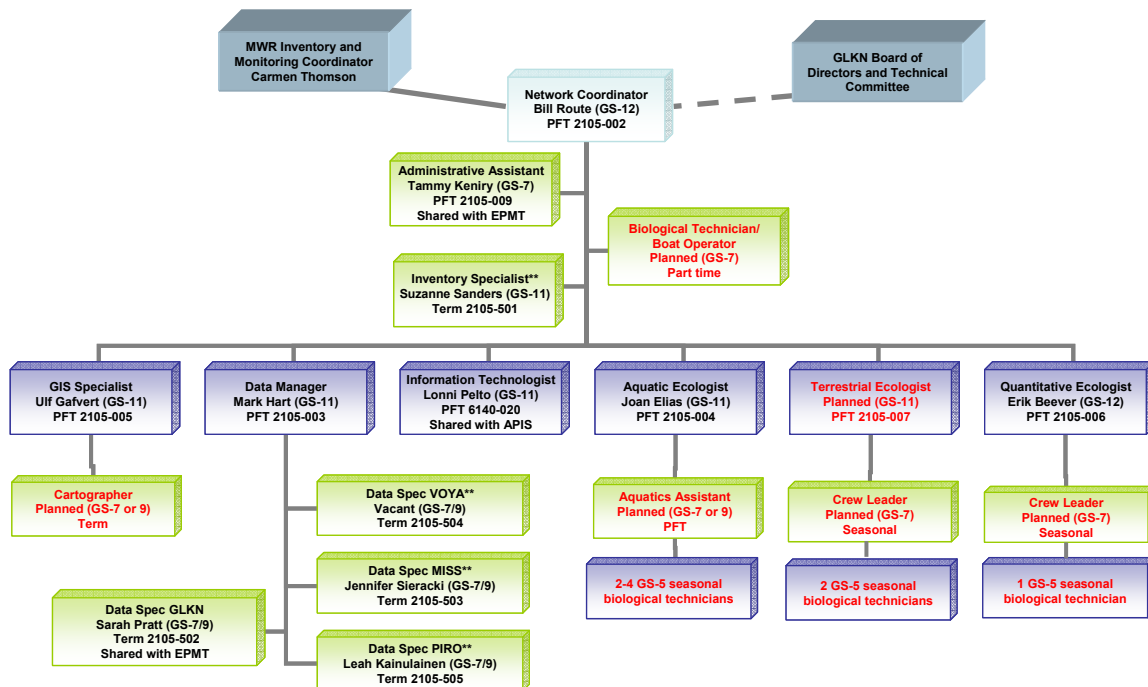 MWR Inventory and
Monitoring Coordinator
Carmen Thomson
GLKN Board of
Directors and Technical
Committee
Network Coordinator
Bill Route (GS-12)
PFT 2105-002
Administrative Assistant
Tammy Keniry (GS-7)
PFT 2105-009
Shared with EPMT
Biological Technician/
Boat Operator
Planned (GS-7)
Part time
Inventory Specialist**
Suzanne Sanders (GS-11)
Term 2105-501
GIS Specialist
Ulf Gafvert (GS-11)
PFT 2105-005
Data Manager
Mark Hart (GS-11)
PFT 2105-003
Information Technologist
Lonni Pelto (GS-11)
PFT 6140-020
Shared with APIS
Aquatic Ecologist
Joan Elias (GS-11)
PFT 2105-004
Terrestrial Ecologist
Planned (GS-11)
PFT 2105-007
Quantitative Ecologist
Erik Beever (GS-12)
PFT 2105-006
Cartographer
Planned (GS-7 or 9)
Term
Data Spec VOYA**
Vacant (GS-7/9)
Term 2105-504
Aquatics Assistant
Planned (GS-7 or 9)
PFT
Crew Leader
Planned (GS-7)
Seasonal
Crew Leader
Planned (GS-7)
Seasonal
Data Spec MISS**
Jennifer Sieracki (GS-7/9)
Term 2105-503
2-4 GS-5 seasonal
biological technicians
2 GS-5 seasonal
biological technicians
1 GS-5 seasonal
biological technician
Data Spec GLKN
Sarah Pratt (GS-7/9)
Term 2105-502
Shared with EPMT
Data Spec PIRO**
Leah Kainulainen (GS-7/9)
Term 2105-505